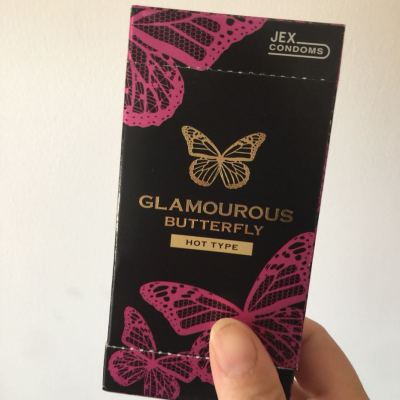 JEX
CONDOMS
GLAMOUROUS
BUTTERFLY
HOT TYPE